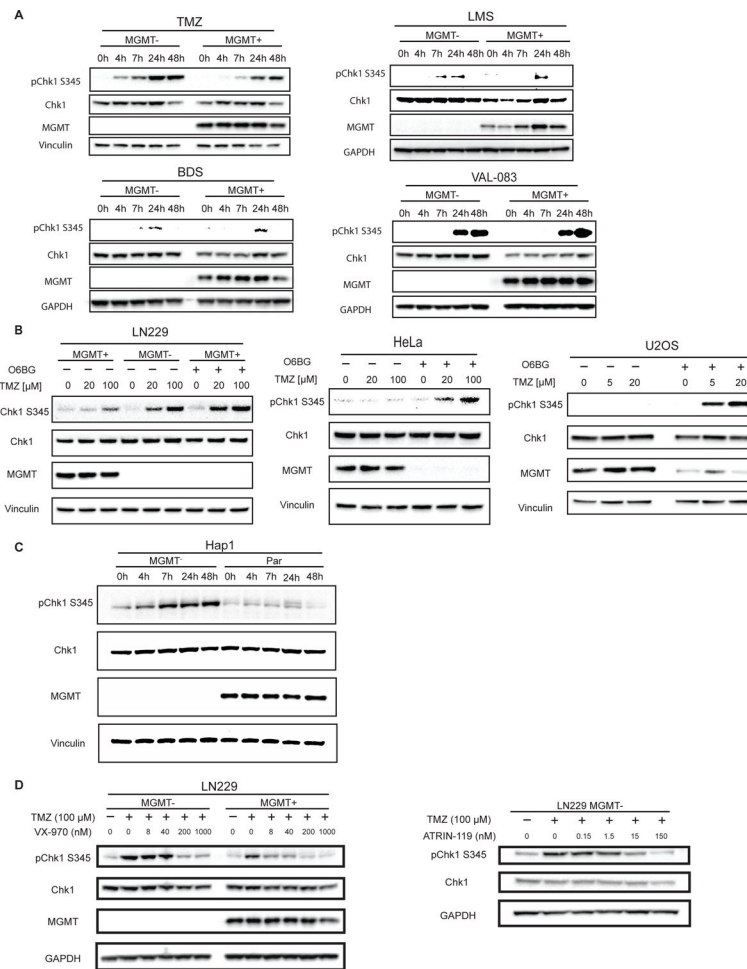 A
TMZ
MGMT- MGMT+
0h 4h 7h 24h 48h 0h 4h 7h 24h 48h
pChk1 S345
Chk1
MGMT
Vinculin
LMS
MGMT- MGMT+
0h 4h 7h 24h 48h 0h 4h 7h 24h 48h
pChk1 S345
Chk1
MGMT
GAPDH
BDS
MGMT- MGMT+
0h 4h 7h 24h 48h 0h 4h 7h 24h 48h
pChk1 S345
Chk1
MGMT
GAPDH
VAL-083
MGMT- MGMT+
0h 4h 7h 24h 48h 0h 4h 7h 24h 48h
pChk1 S345
Chk1
MGMT
GAPDH
B
LN229
MGMT+ MGMT- MGMT+
O6BG − − − − − − + + +
TMZ [µM] 0 20 100 0 20 100 0 20 100
Chk1 S345
Chk1
MGMT
Vinculin
HeLa
O6BG − − − + + +
TMZ [µM] 0 20 100 0 20 100
pChk1 S345
Chk1
MGMT
Vinculin
U2OS
O6BG − − − + + +
TMZ [µM] 0 5 20 0 5 20
pChk1 S345
Chk1
MGMT
Vinculin
C
Hap1
MGMT- Par
0h 4h 7h 24h 48h 0h 4h 7h 24h 48h
pChk1 S345
Chk1
MGMT
Vinculin
D
LN229
MGMT- MGMT+
TMZ (100 µM) − + + + + + − + + + + +
VX-970 (nM) 0 0 8 40 200 1000 0 0 8 40 200 1000
pChk1 S345
Chk1
MGMT
GAPDH
LN229 MGMT-
TMZ (100 µM) − + + + + +
ATRIN-119 (nM) 0 0 0.15 1.5 15 150
pChk1 S345
Chk1
GAPDH